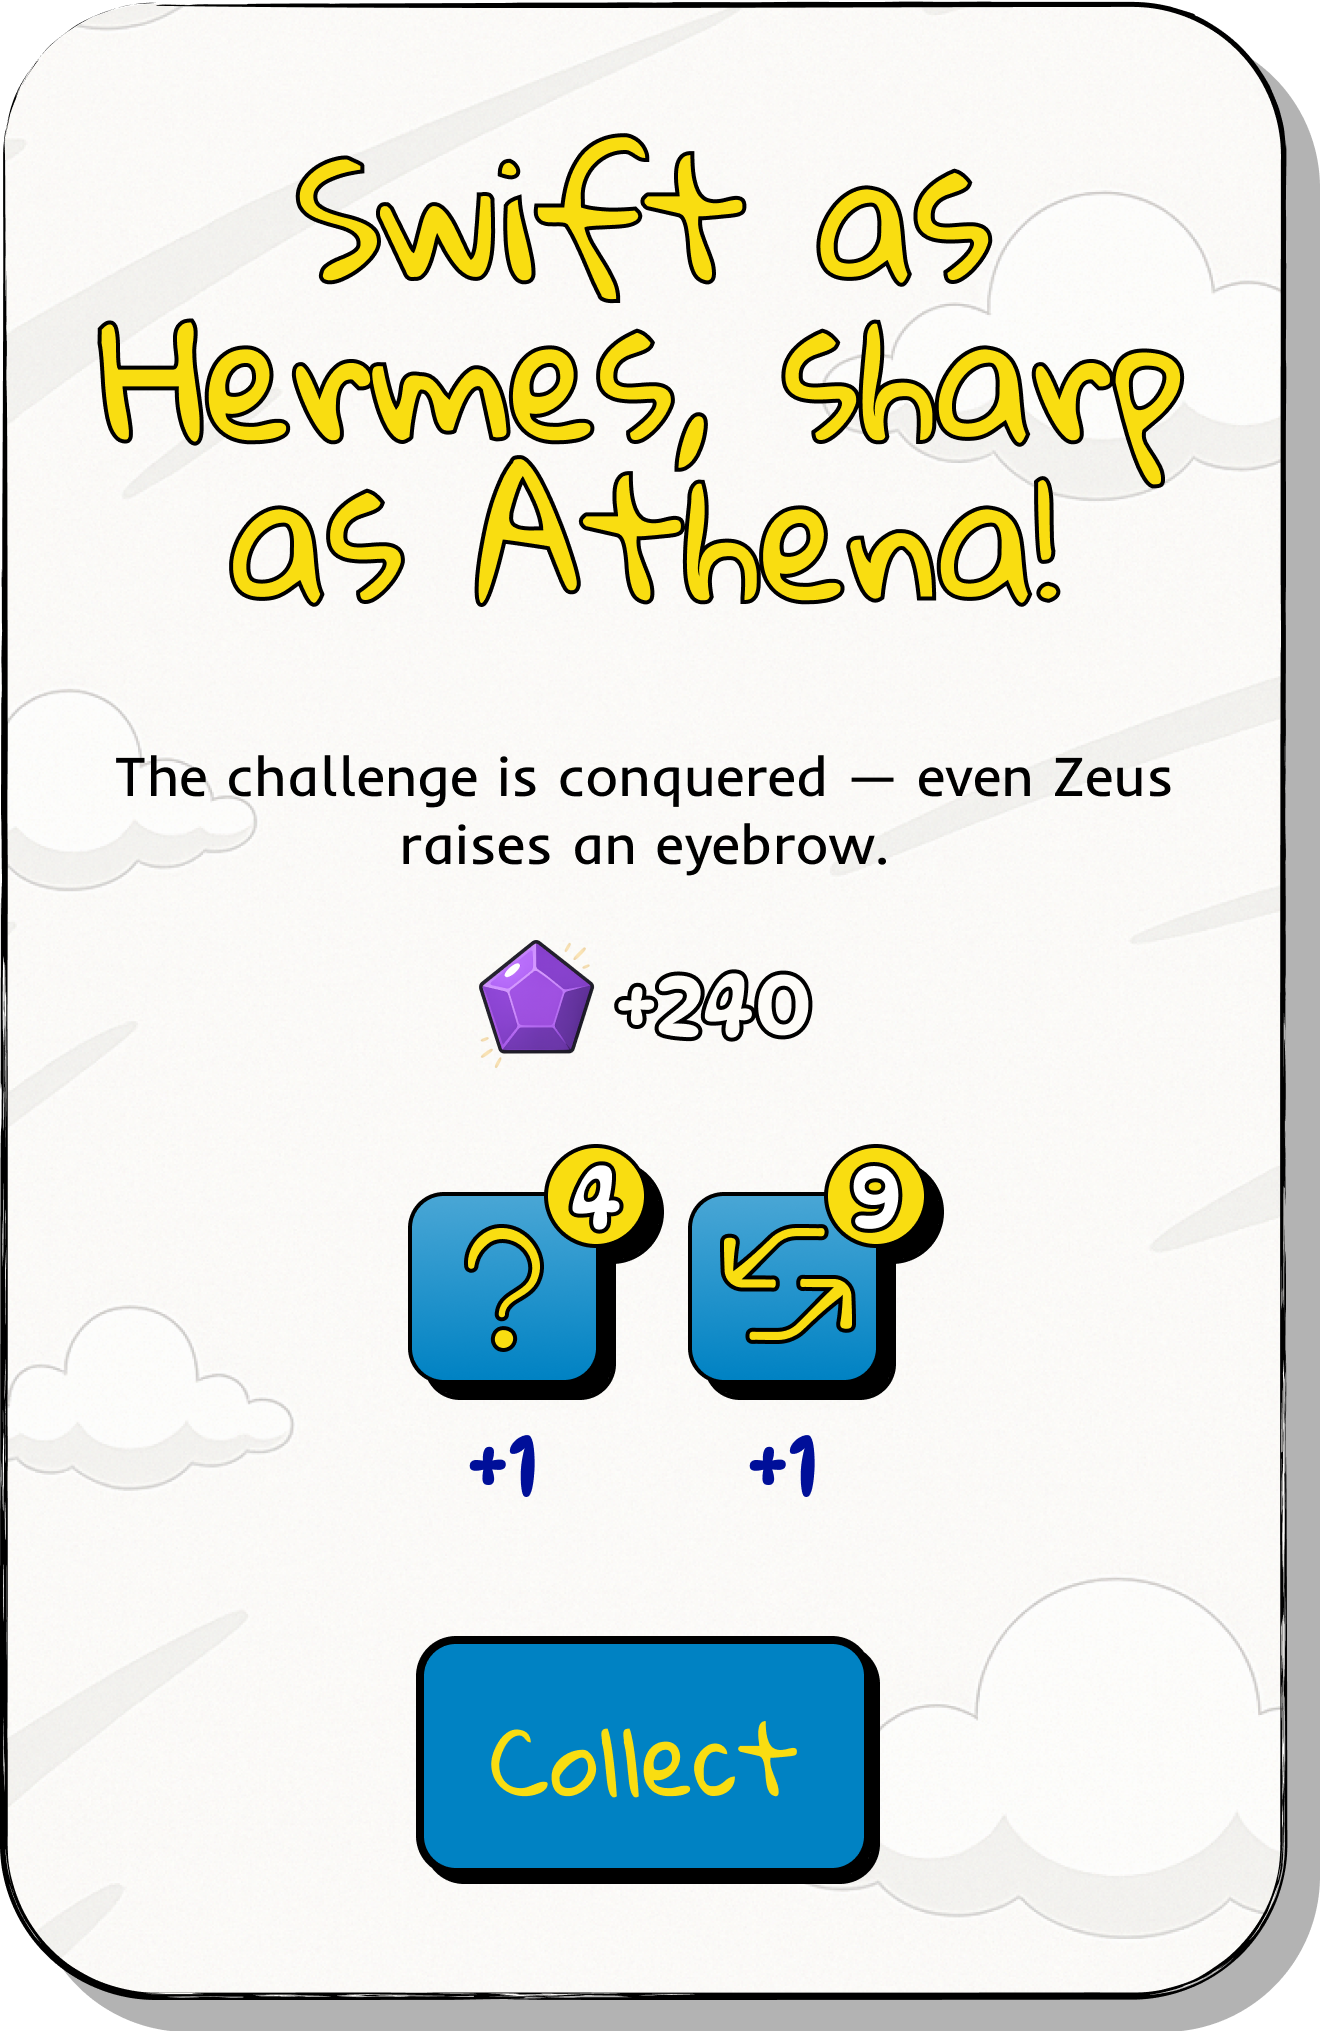 Swift as
Hermes, sharp
as Athena!
The challenge is conquered — even Zeus
raises an eyebrow.
+240
? 4 9
+1 +1
Collect